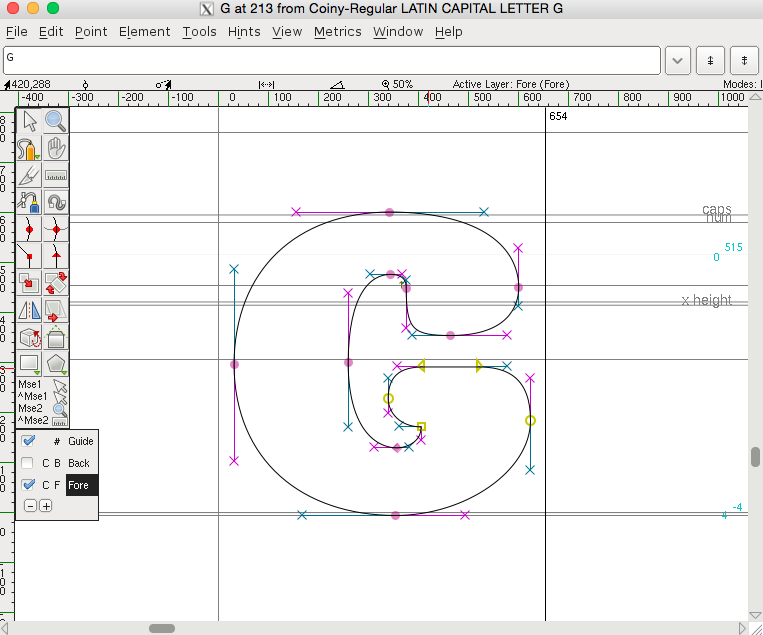 G at 213 from Coiny-Regular LATIN CAPITAL LETTER G
File Edit Point Element Tools Hints View Metrics Window Help
G
420,288 50% Active Layer: Fore (Fore) Modes: I
-400 -300 -200 -100 0 100 200 300 400 500 600 700 800 900 1000
654
caps
num
515
0
x height
Mse1
^Mse1
Mse2
^Mse2
# Guide
C B Back
C F Fore
-4
4